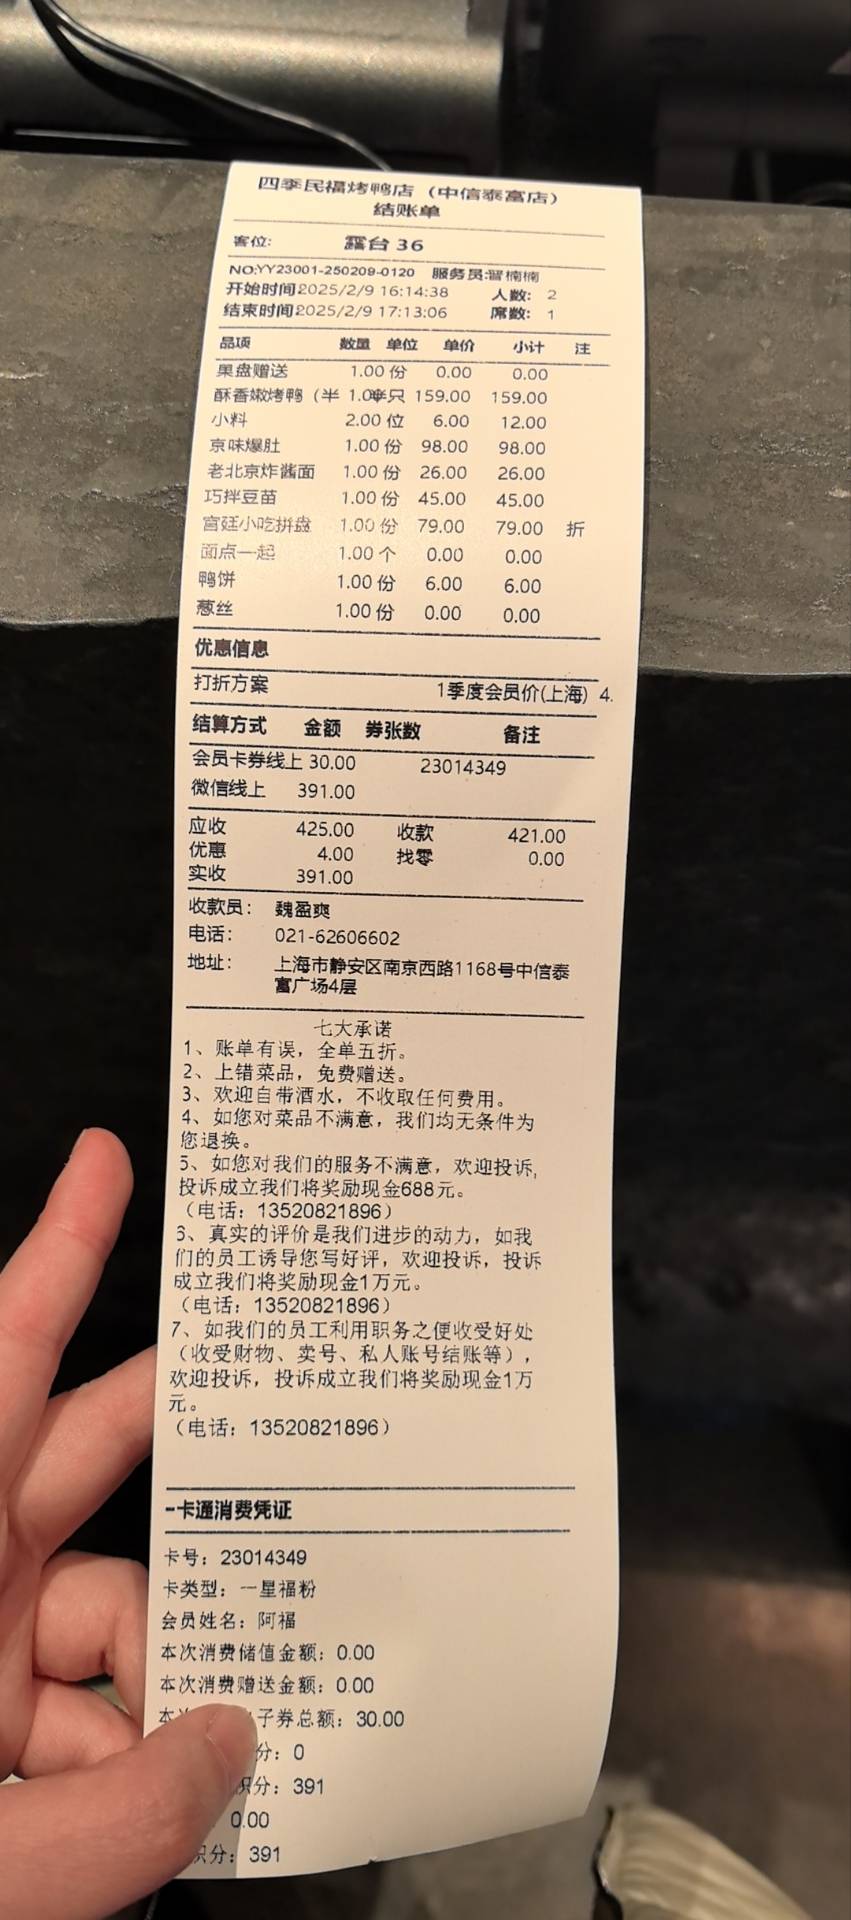 四季民福烤鸭店（中信泰富店）
结账单
客位: 露台 36
NO:YY23001-250209-0120 服务员:管楠楠
开始时间2025/2/9 16:14:38 人数: 2
结束时间2025/2/9 17:13:06 席数: 1
品项 数量 单位 单价 小计 注
果盘赠送 1.00 份 0.00 0.00
酥香嫩烤鸭（半 1.00半只 159.00 159.00
小料 2.00 位 6.00 12.00
京味爆肚 1.00 份 98.00 98.00
老北京炸酱面 1.00 份 26.00 26.00
巧拌豆苗 1.00 份 45.00 45.00
宫廷小吃拼盘 1.00 份 79.00 79.00 折
面点一起 1.00 个 0.00 0.00
鸭饼 1.00 份 6.00 6.00
葱丝 1.00 份 0.00 0.00
优惠信息
打折方案 1季度会员价(上海) 4.
结算方式 金额 券张数 备注
会员卡券线上 30.00 23014349
微信线上 391.00
应收 425.00 收款 421.00
优惠 4.00 找零 0.00
实收 391.00
收款员: 魏盈爽
电话: 021-62606602
地址: 上海市静安区南京西路1168号中信泰
富广场4层
七大承诺
1、账单有误，全单五折。
2、上错菜品，免费赠送。
3、欢迎自带酒水，不收取任何费用。
4、如您对菜品不满意，我们均无条件为
您退换。
5、如您对我们的服务不满意，欢迎投诉,
投诉成立我们将奖励现金688元。
（电话：13520821896）
6、真实的评价是我们进步的动力，如我
们的员工诱导您写好评，欢迎投诉，投诉
成立我们将奖励现金1万元。
（电话：13520821896）
7、如我们的员工利用职务之便收受好处
（收受财物、卖号、私人账号结账等），
欢迎投诉，投诉成立我们将奖励现金1万
元。
（电话：13520821896）
一卡通消费凭证
卡号：23014349
卡类型：一星福粉
会员姓名：阿福
本次消费储值金额：0.00
本次消费赠送金额：0.00
本 子券总额：30.00
分：0
积分：391
0.00
积分：391